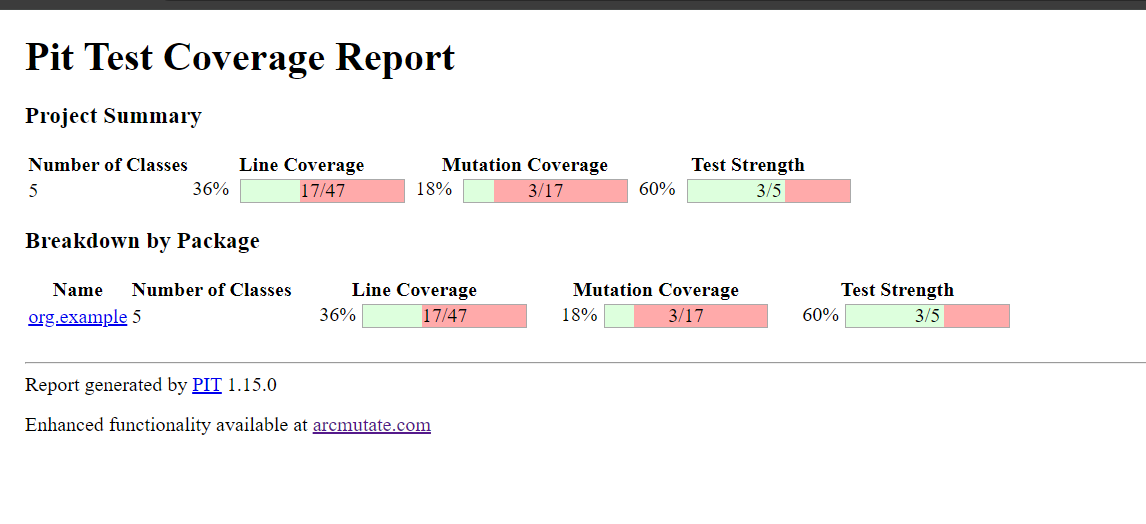 Pit Test Coverage Report
Project Summary
Number of Classes Line Coverage Mutation Coverage Test Strength
5 36% 17/47 18% 3/17 60% 3/5
Breakdown by Package
Name Number of Classes Line Coverage Mutation Coverage Test Strength
org.example 5 36% 17/47 18% 3/17 60% 3/5
Report generated by PIT 1.15.0
Enhanced functionality available at arcmutate.com